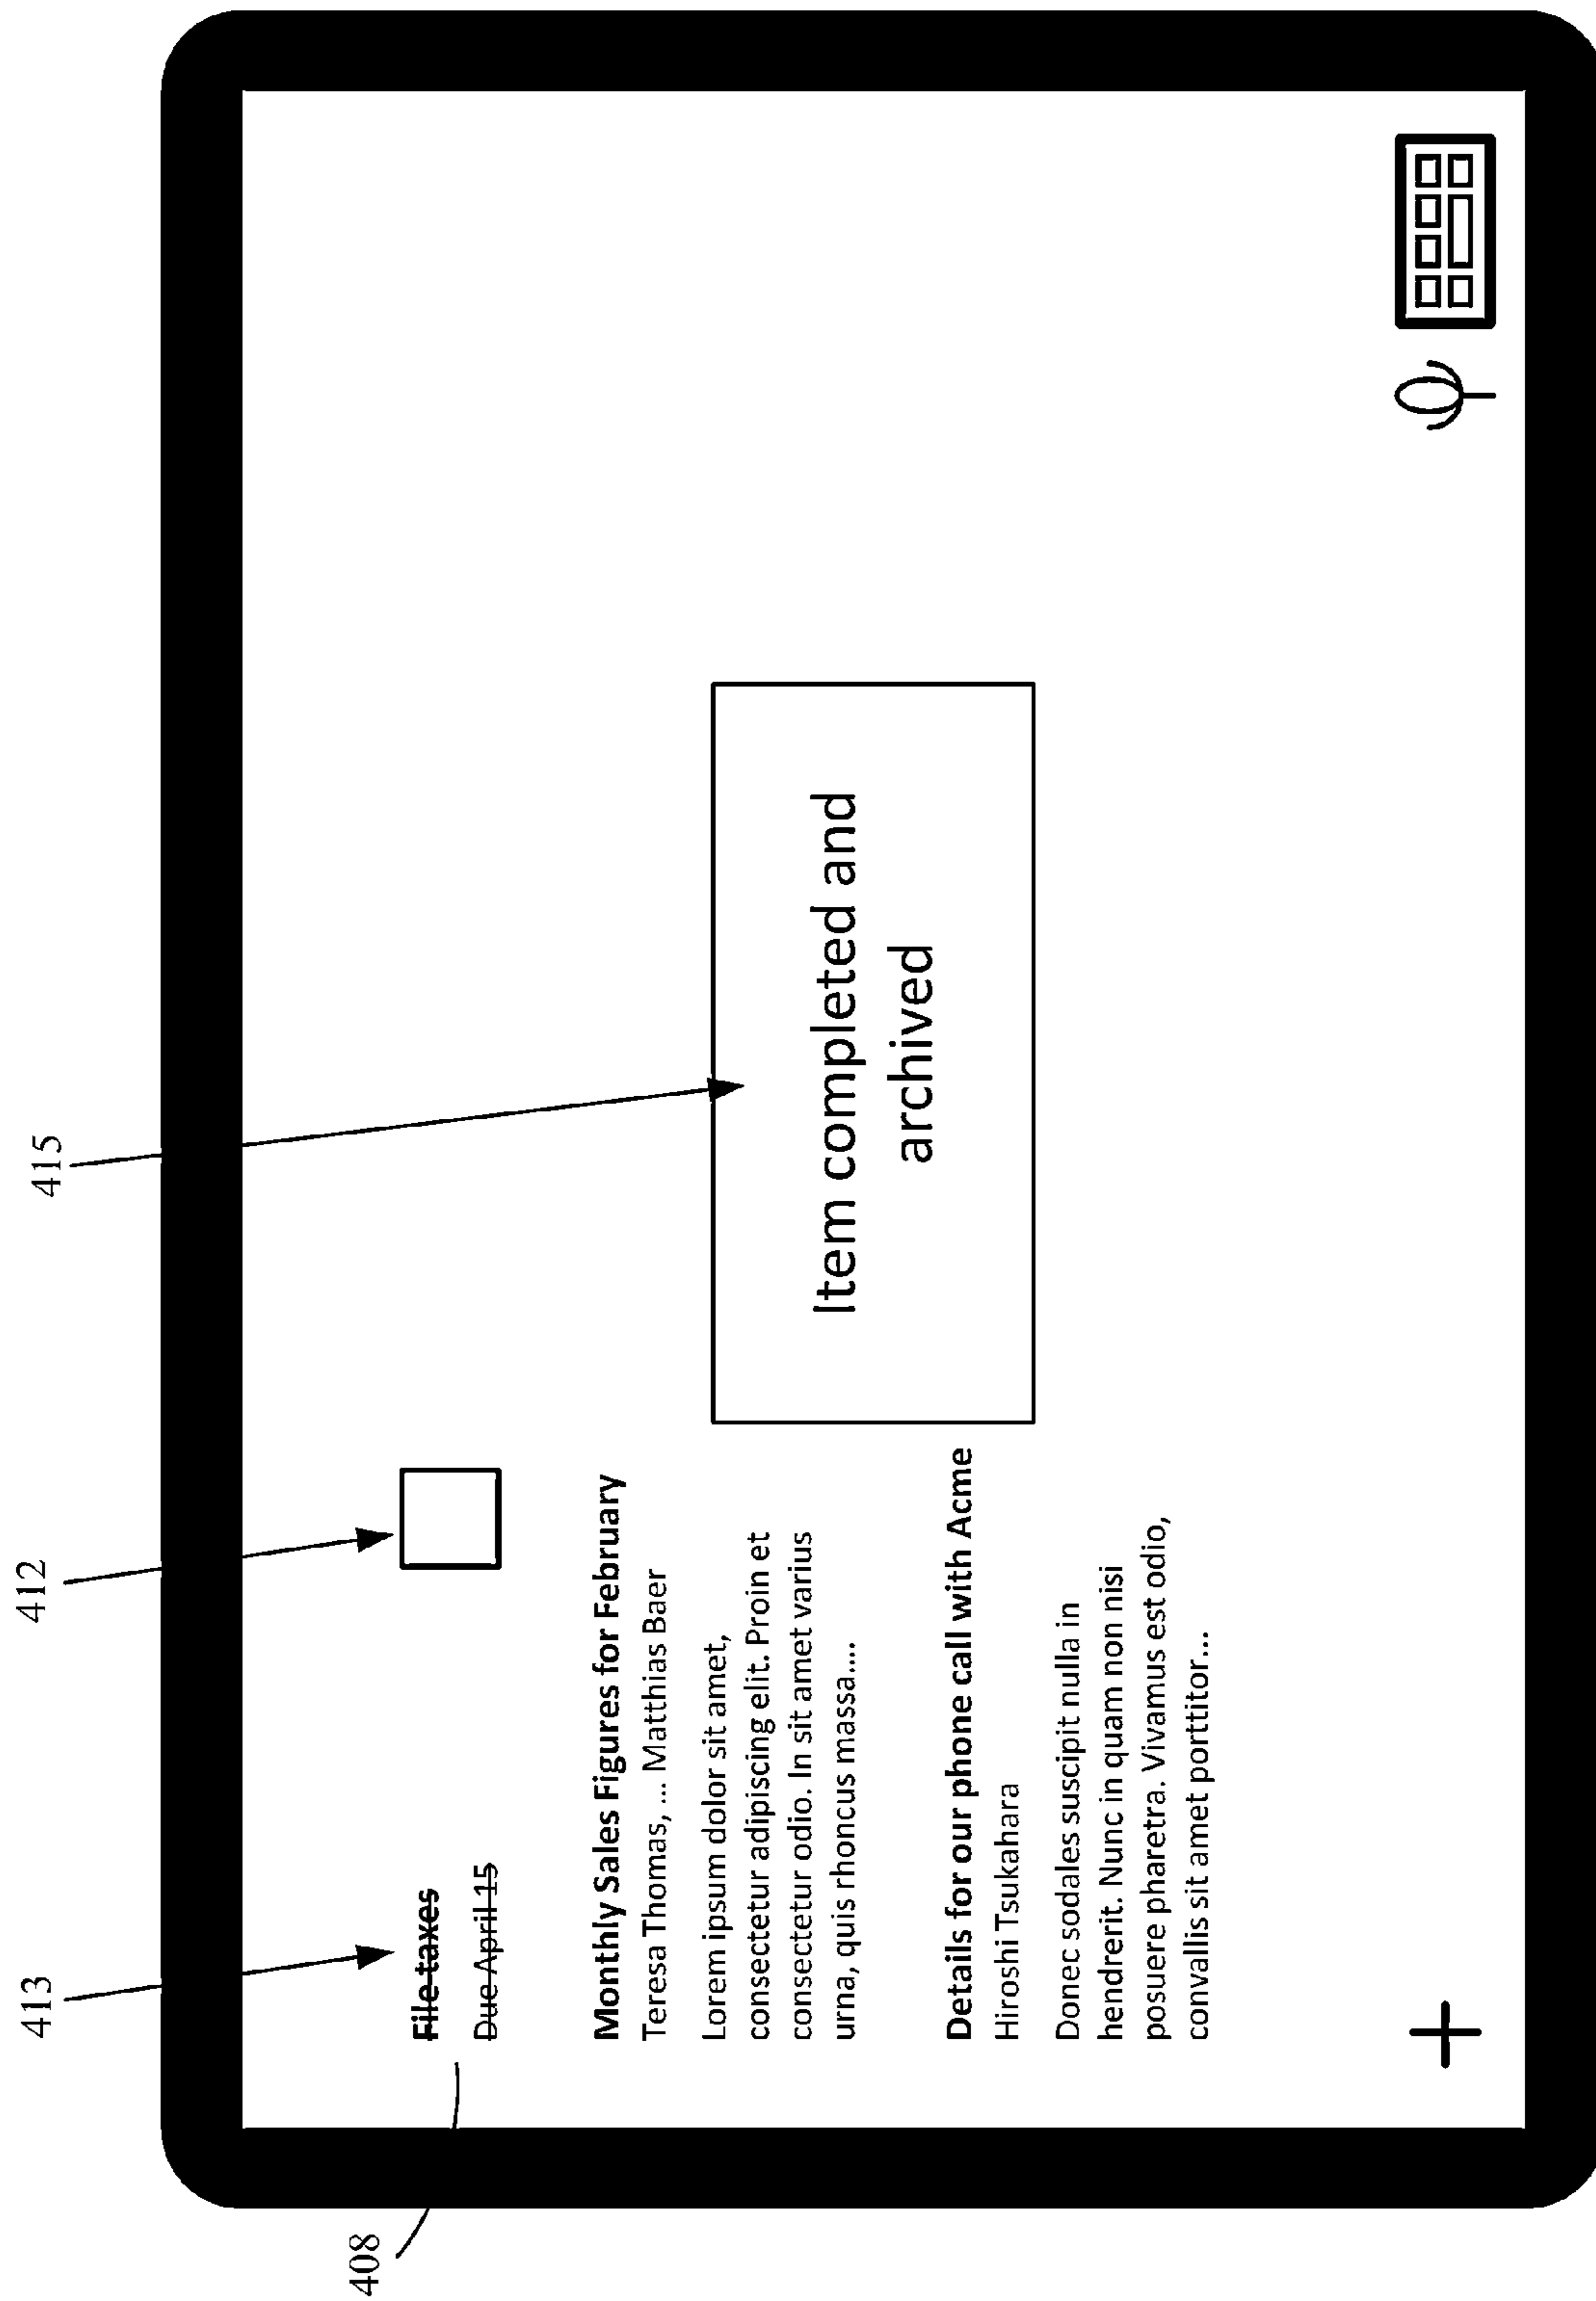 413
412
415
408
File taxes
Due April 15
Monthly Sales Figures for February
Teresa Thomas, ... Matthias Baer
Lorem ipsum dolor sit amet,
consectetur adipiscing elit. Proin et
consectetur odio. In sit amet varius
urna, quis rhoncus massa....
Details for our phone call with Acme
Hiroshi Tsukahara
Donec sodales suscipit nulla in
hendrerit. Nunc in quam non nisi
posuere pharetra. Vivamus est odio,
convallis sit amet porttitor...
Item completed and
archived